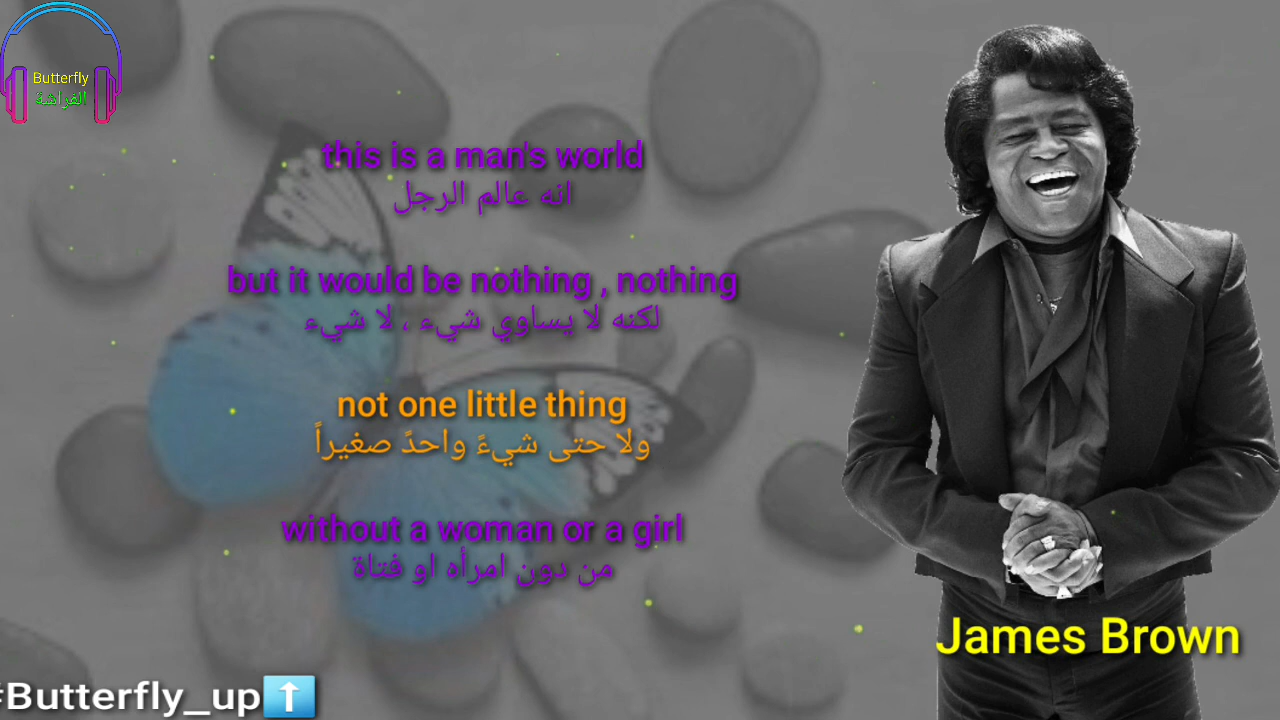 Butterfly
الفراشة
this is a man's world
انه عالم الرجل
but it would be nothing , nothing
لكنه لا يساوي شيء ، لا شيء
not one little thing
ولا حتى شيءً واحدً صغيراً
without a woman or a girl
من دون امرأه او فتاة
James Brown
#Butterfly_up⬆